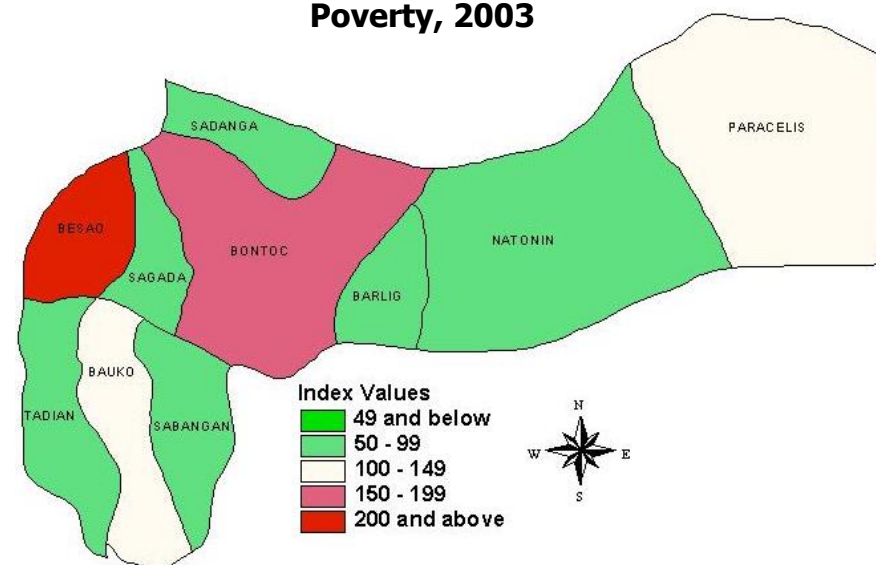 Poverty, 2003
SADANGA
PARACELIS
BESAO
BONTOC
NATONIN
SAGADA
BARLIG
BAUKO
TADIAN
SABANGAN
Index Values
49 and below
50 - 99
100 - 149
150 - 199
200 and above
N
W E
S